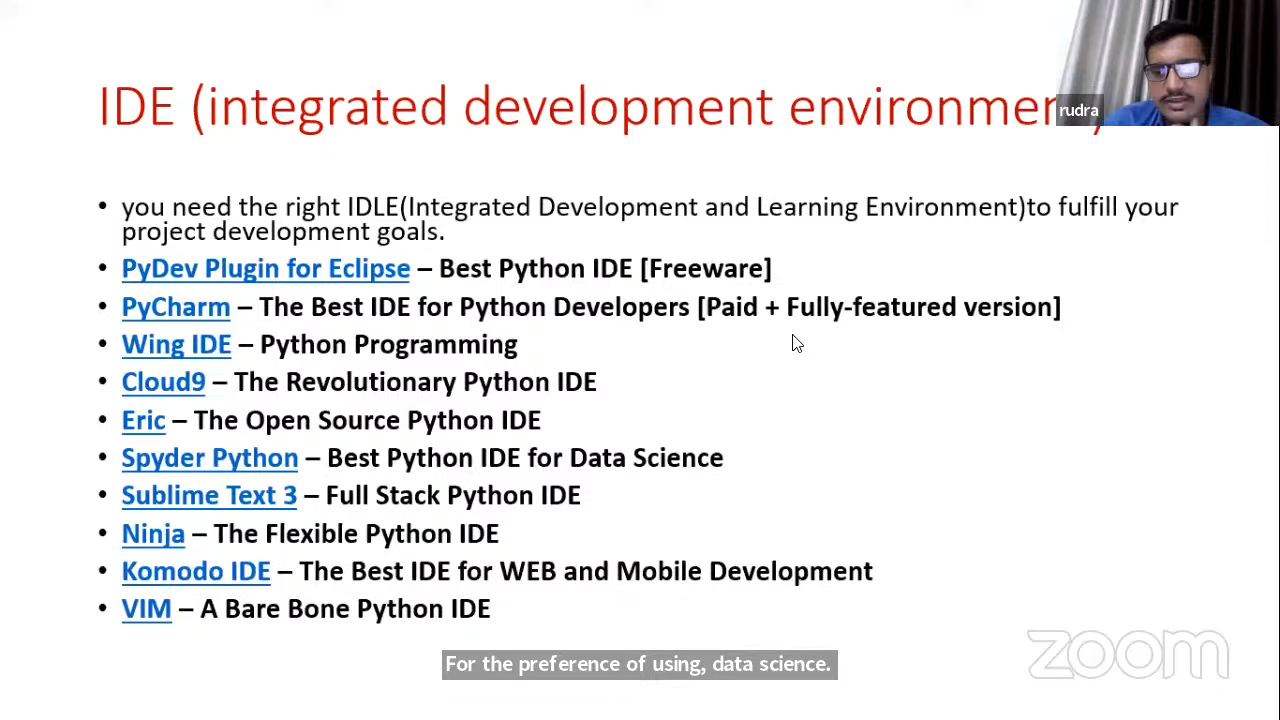 IDE (integrated development environment)
rudra
• you need the right IDLE(Integrated Development and Learning Environment)to fulfill your
project development goals.
• PyDev Plugin for Eclipse – Best Python IDE [Freeware]
• PyCharm – The Best IDE for Python Developers [Paid + Fully-featured version]
• Wing IDE – Python Programming
• Cloud9 – The Revolutionary Python IDE
• Eric – The Open Source Python IDE
• Spyder Python – Best Python IDE for Data Science
• Sublime Text 3 – Full Stack Python IDE
• Ninja – The Flexible Python IDE
• Komodo IDE – The Best IDE for WEB and Mobile Development
• VIM – A Bare Bone Python IDE
For the preference of using, data science.
zoom